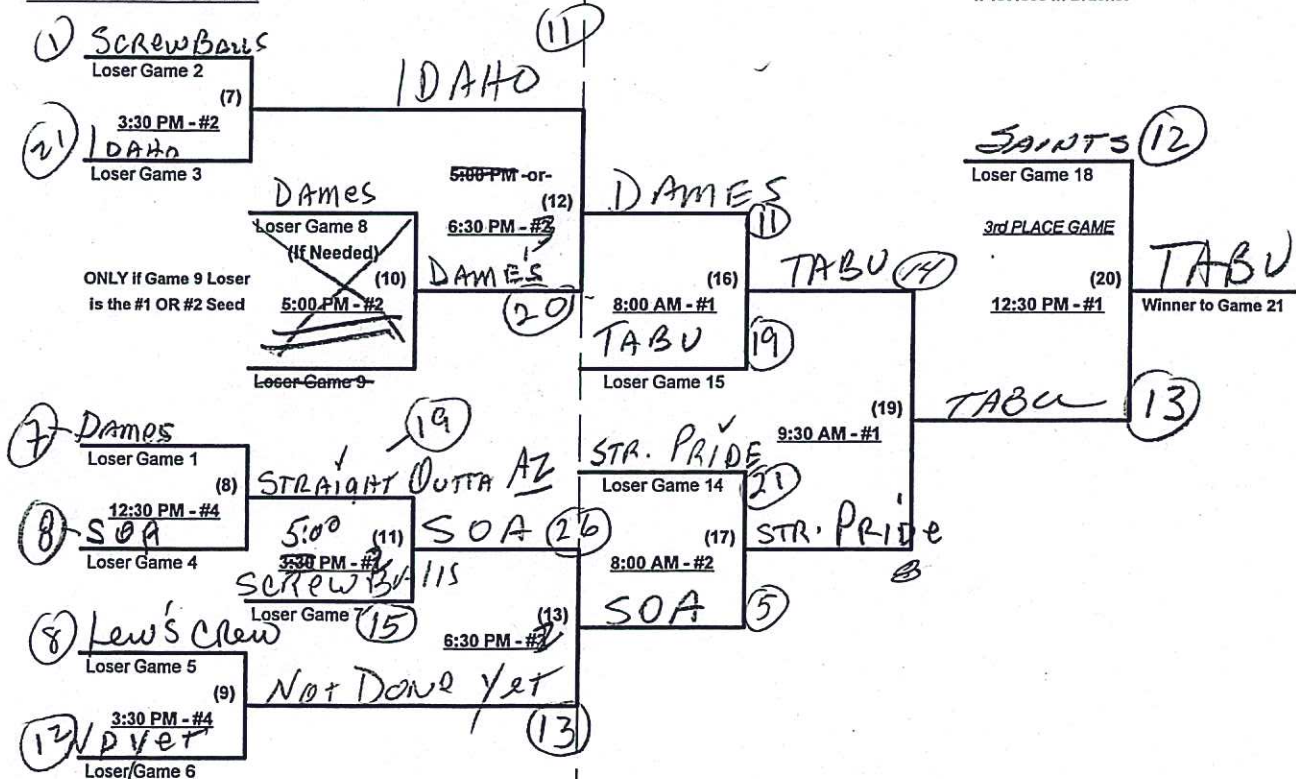 11
1 SCREWBALLS
Loser Game 2
(7)
3:30 PM - #2
21 IDAHO
Loser Game 3
IDAHO
DAMES
Loser Game 8
(If Needed)
ONLY if Game 9 Loser
is the #1 OR #2 Seed
(10)
5:00 PM - #2
Loser Game 9
5:00 PM -or-
(12)
6:30 PM - #3
DAMES
20
DAMES
11
(16)
8:00 AM - #1
TABU
19
Loser Game 15
TABU 14
SAINTS 12
Loser Game 18
3rd PLACE GAME
(20)
12:30 PM - #1
TABU
Winner to Game 21
(19)
9:30 AM - #1
TABU
13
7 DAMES
Loser Game 1
(8)
12:30 PM - #4
8 SOA
Loser Game 4
19
STRAIGHT OUTTA AZ
5:00
(11)
3:30 PM - #2
SCREWBALLS
Loser Game 7
15
SOA 26
STR. PRIDE
Loser Game 14
21
(17)
8:00 AM - #2
STR. PRIDE
8
SOA 5
(13)
6:30 PM - #2
8 Lew's Crew
Loser Game 5
(9)
3:30 PM - #4
12 NDYet
Loser Game 6
Not Done Yet
13